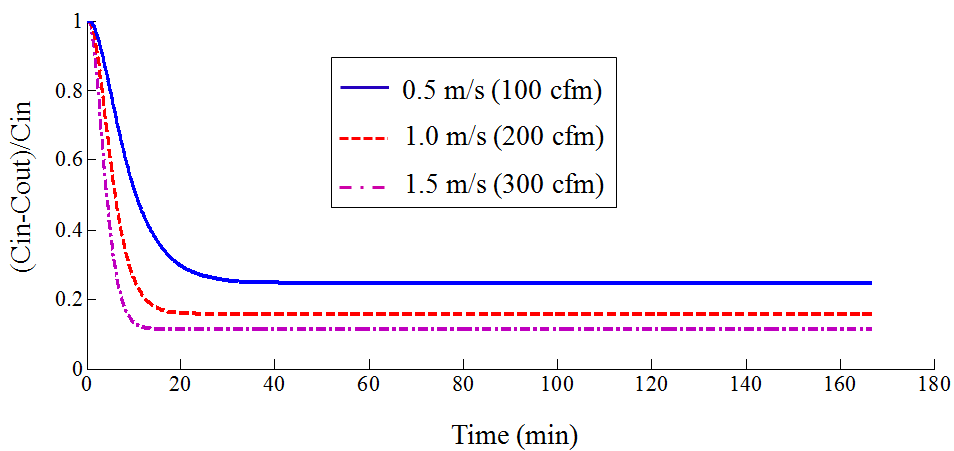 1
0.8
0.6
0.4
0.2
0
(Cin-Cout)/Cin
0.5 m/s (100 cfm)
1.0 m/s (200 cfm)
1.5 m/s (300 cfm)
0 20 40 60 80 100 120 140 160 180
Time (min)